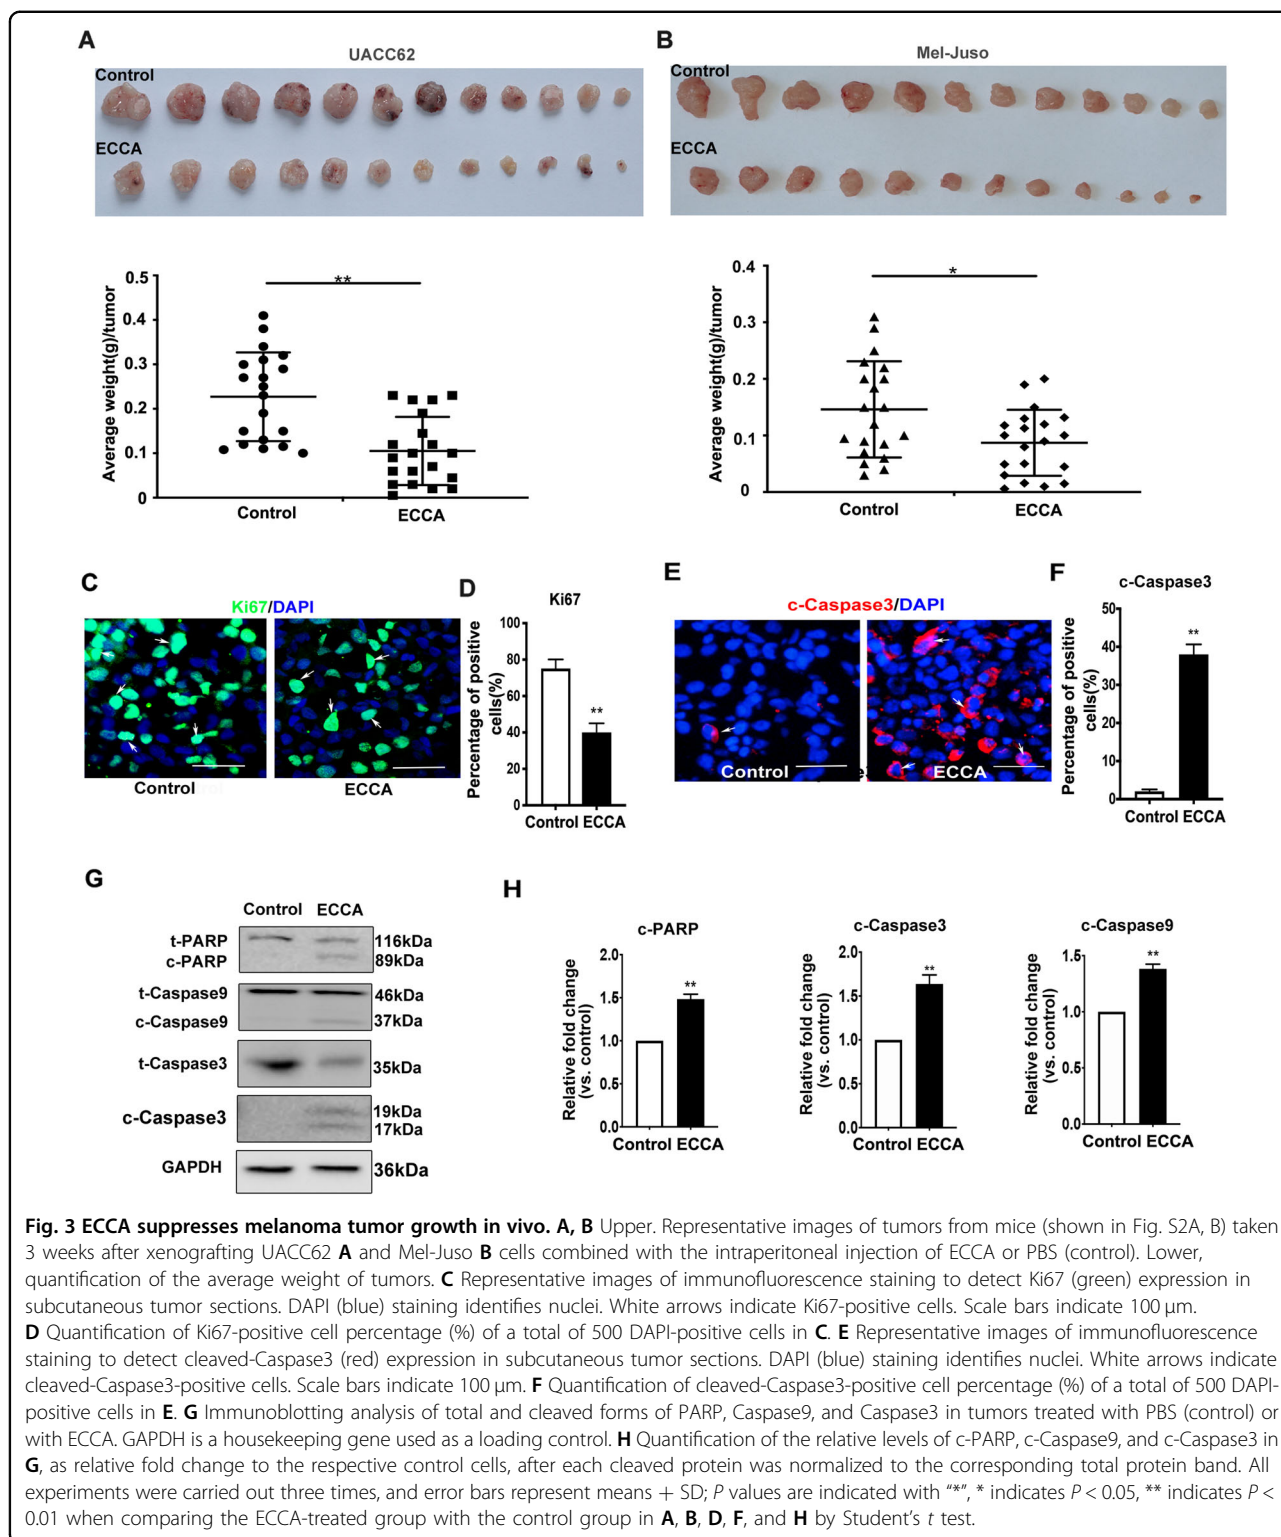 A
UACC62
Control
ECCA
B
Mel-Juso
Control
ECCA
Average weight(g)/tumor
0.5
0.4
0.3
0.2
0.1
0
**
Control
ECCA
Average weight(g)/tumor
0.4
0.3
0.2
0.1
0
*
Control
ECCA
C
Ki67/DAPI
Control
ECCA
D
Ki67
Percentage of positive
cells(%)
100
80
60
40
20
0
**
Control ECCA
E
c-Caspase3/DAPI
Control
ECCA
F
c-Caspase3
Percentage of positive
cells(%)
50
40
30
20
10
0
**
Control ECCA
G
Control ECCA
t-PARP 116kDa
c-PARP 89kDa
t-Caspase9 46kDa
c-Caspase9 37kDa
t-Caspase3 35kDa
c-Caspase3 19kDa
17kDa
GAPDH 36kDa
H
c-PARP
Relative fold change
(vs. control)
2.0
1.5
1.0
0.5
0.0
**
Control ECCA
c-Caspase3
Relative fold change
(vs. control)
2.0
1.5
1.0
0.5
0.0
**
Control ECCA
c-Caspase9
Relative fold change
(vs. control)
1.5
1.0
0.5
0.0
**
Control ECCA
Fig. 3 ECCA suppresses melanoma tumor growth in vivo. A, B Upper. Representative images of tumors from mice (shown in Fig. S2A, B) taken
3 weeks after xenografting UACC62 A and Mel-Juso B cells combined with the intraperitoneal injection of ECCA or PBS (control). Lower,
quantification of the average weight of tumors. C Representative images of immunofluorescence staining to detect Ki67 (green) expression in
subcutaneous tumor sections. DAPI (blue) staining identifies nuclei. White arrows indicate Ki67-positive cells. Scale bars indicate 100 μm.
D Quantification of Ki67-positive cell percentage (%) of a total of 500 DAPI-positive cells in C. E Representative images of immunofluorescence
staining to detect cleaved-Caspase3 (red) expression in subcutaneous tumor sections. DAPI (blue) staining identifies nuclei. White arrows indicate
cleaved-Caspase3-positive cells. Scale bars indicate 100 μm. F Quantification of cleaved-Caspase3-positive cell percentage (%) of a total of 500 DAPI-
positive cells in E. G Immunoblotting analysis of total and cleaved forms of PARP, Caspase9, and Caspase3 in tumors treated with PBS (control) or
with ECCA. GAPDH is a housekeeping gene used as a loading control. H Quantification of the relative levels of c-PARP, c-Caspase9, and c-Caspase3 in
G, as relative fold change to the respective control cells, after each cleaved protein was normalized to the corresponding total protein band. All
experiments were carried out three times, and error bars represent means + SD; P values are indicated with “*”, * indicates P < 0.05, ** indicates P <
0.01 when comparing the ECCA-treated group with the control group in A, B, D, F, and H by Student’s t test.